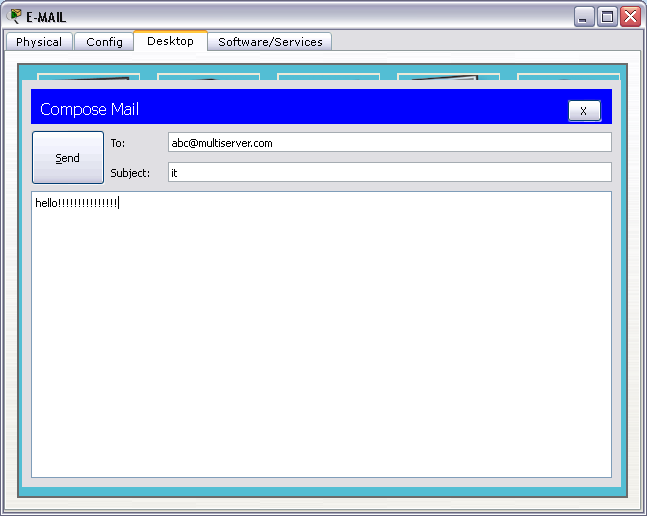 E-MAIL
Physical Config Desktop Software/Services
Compose Mail X
Send To: abc@multiserver.com
Subject: it
hello!!!!!!!!!!!!!!!